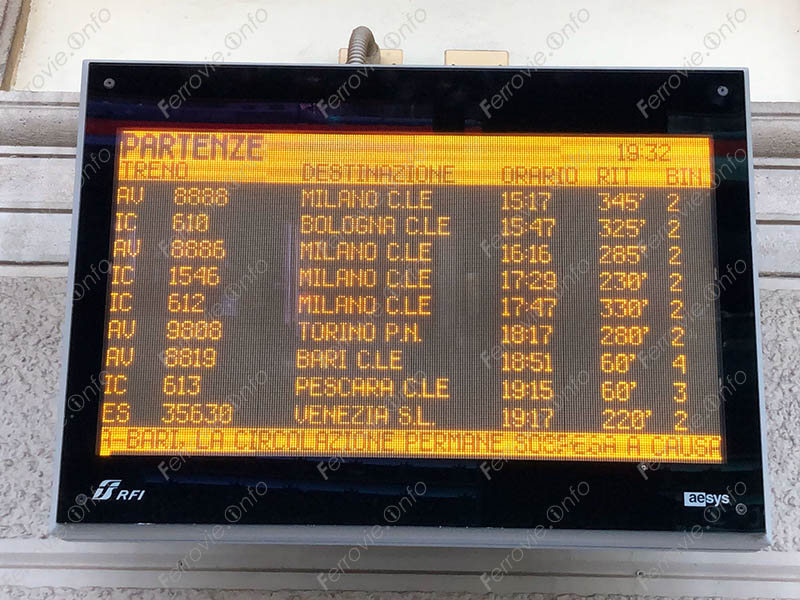 PARTENZE 19:32
TRENO DESTINAZIONE ORARIO RIT BIN
AV 8888 MILANO C.LE 15:17 345' 2
IC 610 BOLOGNA C.LE 15:47 325' 2
AV 8886 MILANO C.LE 16:16 285' 2
IC 1546 MILANO C.LE 17:29 230' 2
IC 612 MILANO C.LE 17:47 330' 2
AV 9808 TORINO P.N. 18:17 280' 2
AV 8819 BARI C.LE 18:51 60' 4
IC 613 PESCARA C.LE 19:15 60' 3
ES 35630 VENEZIA S.L. 19:17 220' 2
BARI, LA CIRCOLAZIONE PERMANE SOSPESA A CAUSA
RFI
aesys
Ferrovie.Info